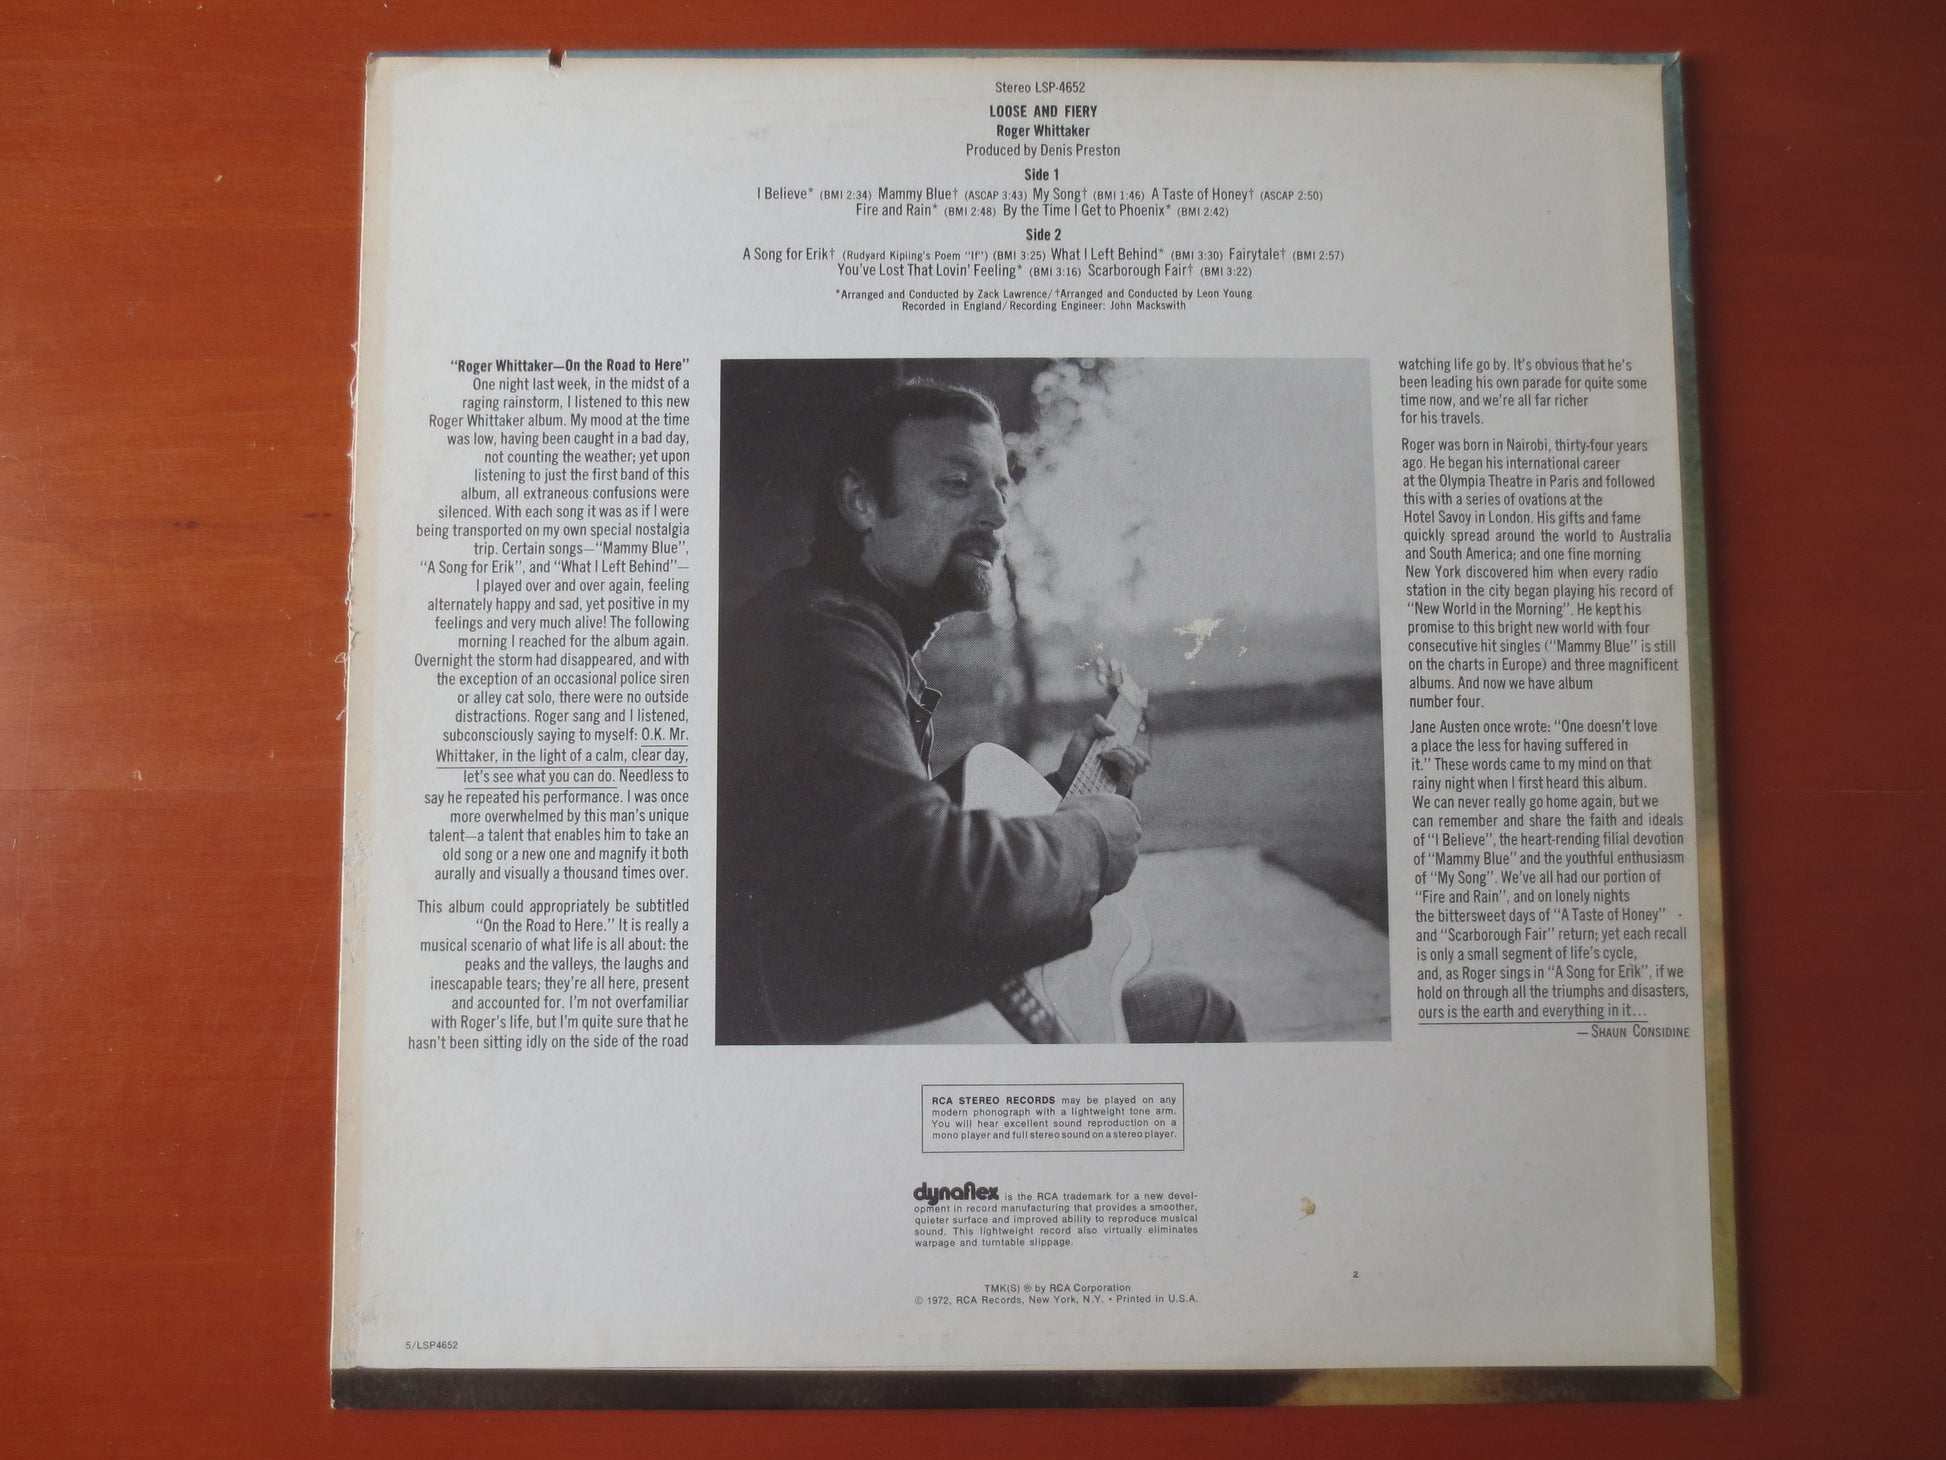 Stereo LSP-4652
LOOSE AND FIERY
Roger Whittaker
Produced by Denis Preston
Side 1
I Believe* (BMI 2:34) Mammy Blue† (ASCAP 3:43) My Song† (BMI 1:46) A Taste of Honey† (ASCAP 2:50)
Fire and Rain* (BMI 2:48) By the Time I Get to Phoenix* (BMI 2:42)
Side 2
A Song for Erik† (Rudyard Kipling's Poem "If") (BMI 3:25) What I Left Behind* (BMI 3:30) Fairytale† (BMI 2:57)
You've Lost That Lovin' Feeling* (BMI 3:16) Scarborough Fair† (BMI 3:22)
*Arranged and Conducted by Zack Lawrence/†Arranged and Conducted by Leon Young
Recorded in England/Recording Engineer: John Mackswith
"Roger Whittaker—On the Road to Here"
One night last week, in the midst of a
raging rainstorm, I listened to this new
Roger Whittaker album. My mood at the time
was low, having been caught in a bad day,
not counting the weather; yet upon
listening to just the first band of this
album, all extraneous confusions were
silenced. With each song it was as if I were
being transported on my own special nostalgia
trip. Certain songs—"Mammy Blue",
"A Song for Erik", and "What I Left Behind"—
I played over and over again, feeling
alternately happy and sad, yet positive in my
feelings and very much alive! The following
morning I reached for the album again.
Overnight the storm had disappeared, and with
the exception of an occasional police siren
or alley cat solo, there were no outside
distractions. Roger sang and I listened,
subconsciously saying to myself: O.K. Mr.
Whittaker, in the light of a calm, clear day,
let's see what you can do. Needless to
say he repeated his performance. I was once
more overwhelmed by this man's unique
talent—a talent that enables him to take an
old song or a new one and magnify it both
aurally and visually a thousand times over.
This album could appropriately be subtitled
"On the Road to Here." It is really a
musical scenario of what life is all about: the
peaks and the valleys, the laughs and
inescapable tears; they're all here, present
and accounted for. I'm not overfamiliar
with Roger's life, but I'm quite sure that he
hasn't been sitting idly on the side of the road
watching life go by. It's obvious that he's
been leading his own parade for quite some
time now, and we're all far richer
for his travels.
Roger was born in Nairobi, thirty-four years
ago. He began his international career
at the Olympia Theatre in Paris and followed
this with a series of ovations at the
Hotel Savoy in London. His gifts and fame
quickly spread around the world to Australia
and South America; and one fine morning
New York discovered him when every radio
station in the city began playing his record of
"New World in the Morning". He kept his
promise to this bright new world with four
consecutive hit singles ("Mammy Blue" is still
on the charts in Europe) and three magnificent
albums. And now we have album
number four.
Jane Austen once wrote: "One doesn't love
a place the less for having suffered in
it." These words came to my mind on that
rainy night when I first heard this album.
We can never really go home again, but we
can remember and share the faith and ideals
of "I Believe", the heart-rending filial devotion
of "Mammy Blue" and the youthful enthusiasm
of "My Song". We've all had our portion of
"Fire and Rain", and on lonely nights
the bittersweet days of "A Taste of Honey"
and "Scarborough Fair" return; yet each recall
is only a small segment of life's cycle,
and, as Roger sings in "A Song for Erik", if we
hold on through all the triumphs and disasters,
ours is the earth and everything in it...
—SHAUN CONSIDINE
RCA STEREO RECORDS may be played on any
modern phonograph with a lightweight tone arm.
You will hear excellent sound reproduction on a
mono player and full stereo sound on a stereo player.
dynaflex is the RCA trademark for a new devel-
opment in record manufacturing that provides a smoother,
quieter surface and improved ability to reproduce musical
sound. This lightweight record also virtually eliminates
warpage and turntable slippage.
2
TMK(S) ® by RCA Corporation
© 1972, RCA Records, New York, N.Y. • Printed in U.S.A.
5/LSP4652